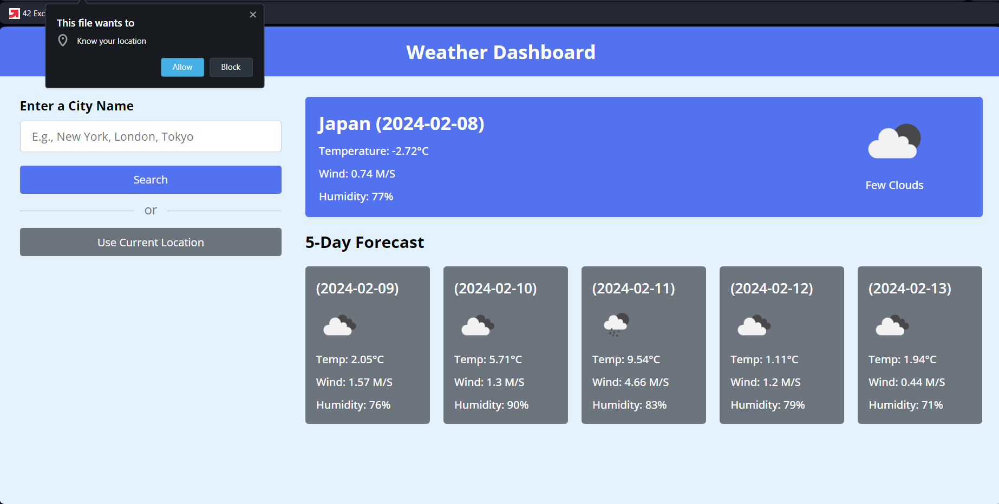 42 Exc
This file wants to
Know your location
Allow
Block
Weather Dashboard
Enter a City Name
E.g., New York, London, Tokyo
Search
or
Use Current Location
Japan (2024-02-08)
Temperature: -2.72°C
Wind: 0.74 M/S
Humidity: 77%
Few Clouds
5-Day Forecast
(2024-02-09)
Temp: 2.05°C
Wind: 1.57 M/S
Humidity: 76%
(2024-02-10)
Temp: 5.71°C
Wind: 1.3 M/S
Humidity: 90%
(2024-02-11)
Temp: 9.54°C
Wind: 4.66 M/S
Humidity: 83%
(2024-02-12)
Temp: 1.11°C
Wind: 1.2 M/S
Humidity: 79%
(2024-02-13)
Temp: 1.94°C
Wind: 0.44 M/S
Humidity: 71%